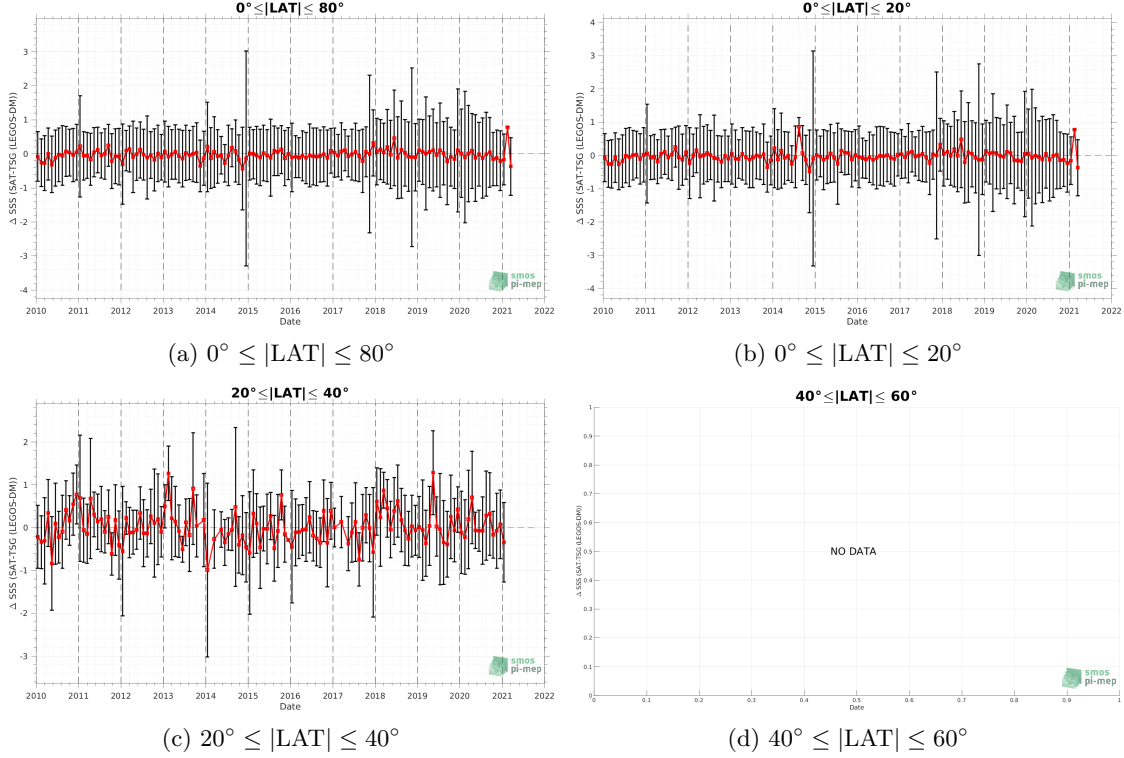 0°≤|LAT|≤ 80°
Δ SSS (SAT-TSG (LEGOS-DM))
3
2
1
0
-1
-2
-3
-4
2010 2011 2012 2013 2014 2015 2016 2017 2018 2019 2020 2021 2022
Date
smos
pi-mep
(a) 0° ≤ |LAT| ≤ 80°
0°≤|LAT|≤ 20°
Δ SSS (SAT-TSG (LEGOS-DM))
4
3
2
1
0
-1
-2
-3
-4
2010 2011 2012 2013 2014 2015 2016 2017 2018 2019 2020 2021 2022
Date
smos
pi-mep
(b) 0° ≤ |LAT| ≤ 20°
20°≤|LAT|≤ 40°
Δ SSS (SAT-TSG (LEGOS-DM))
2
1
0
-1
-2
-3
2010 2011 2012 2013 2014 2015 2016 2017 2018 2019 2020 2021 2022
Date
smos
pi-mep
(c) 20° ≤ |LAT| ≤ 40°
40°≤|LAT|≤ 60°
Δ SSS (SAT-TSG (LEGOS-DM))
1
0.9
0.8
0.7
0.6
0.5
0.4
0.3
0.2
0.1
0
NO DATA
0 0.1 0.2 0.3 0.4 0.5 0.6 0.7 0.8 0.9 1
Date
smos
pi-mep
(d) 40° ≤ |LAT| ≤ 60°